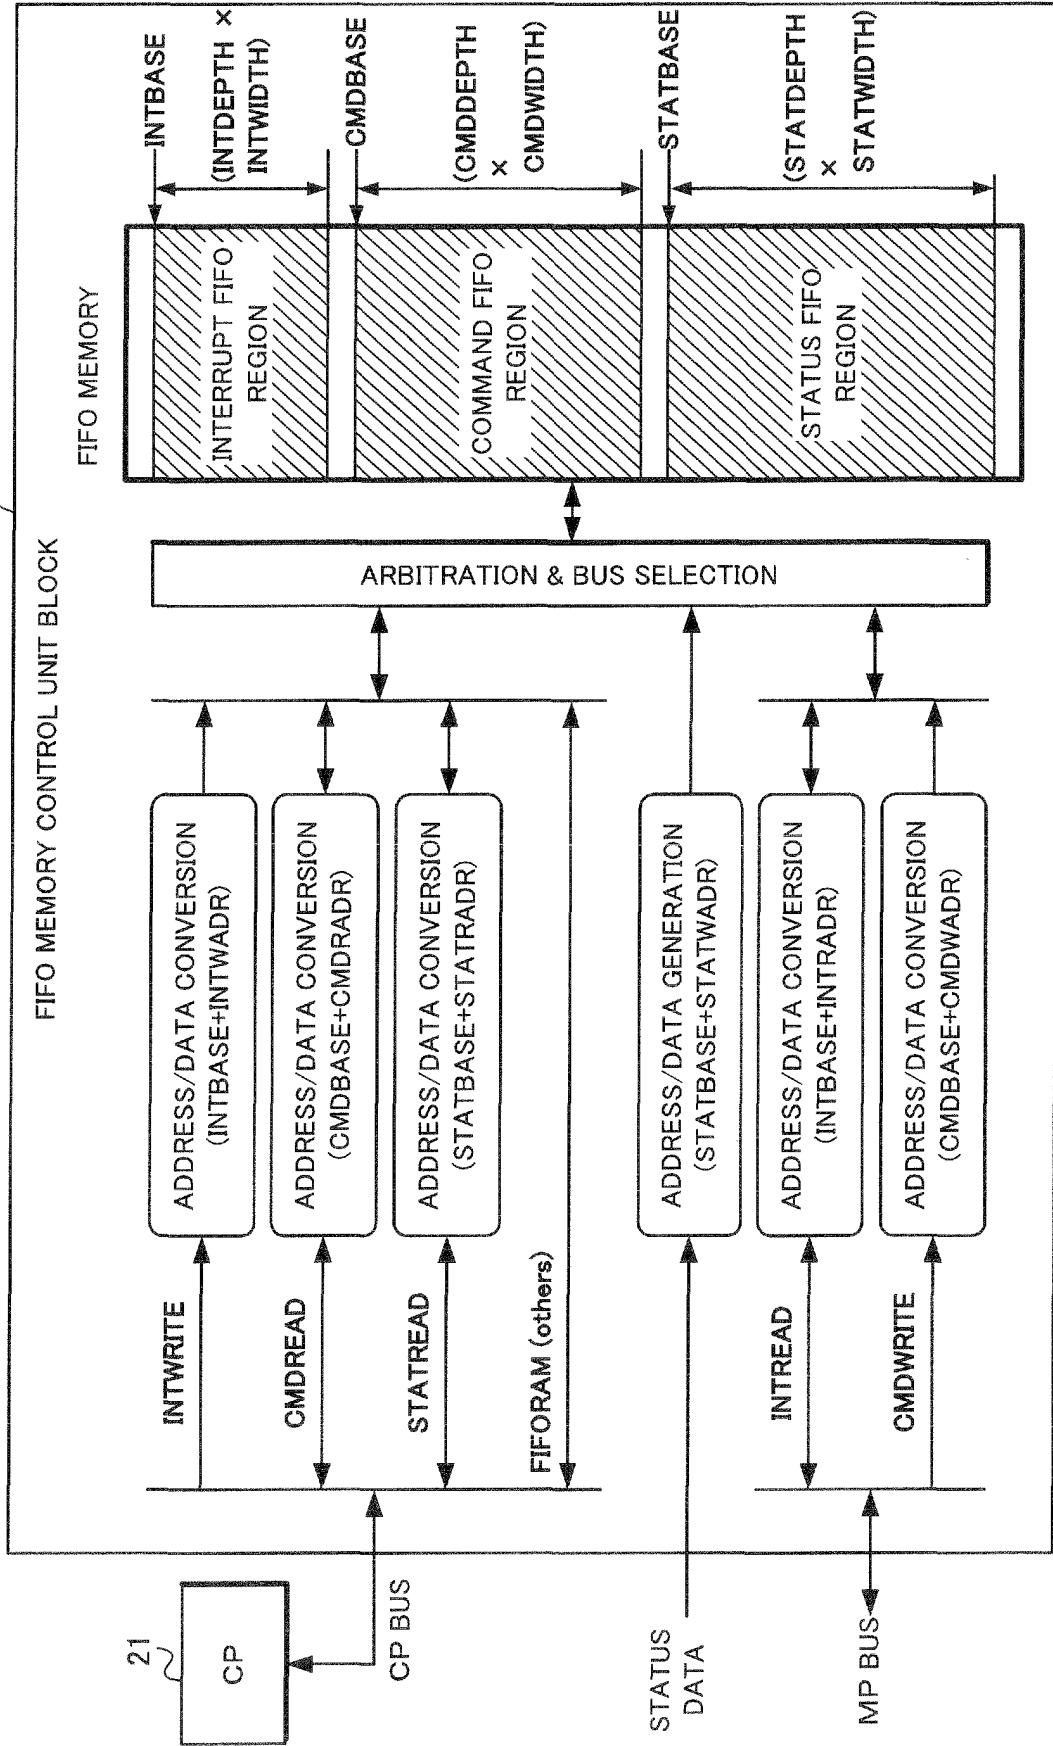 FIFO MEMORY CONTROL UNIT BLOCK
21
CP
CP BUS
STATUS
DATA
MP BUS
INTWRITE
CMDREAD
STATREAD
FIFORAM (others)
INTREAD
CMDWRITE
ADDRESS/DATA CONVERSION
(INTBASE+INTWADR)
ADDRESS/DATA CONVERSION
(CMDBASE+CMDRADR)
ADDRESS/DATA CONVERSION
(STATBASE+STATRADR)
ADDRESS/DATA GENERATION
(STATBASE+STATWADR)
ADDRESS/DATA CONVERSION
(INTBASE+INTRADR)
ADDRESS/DATA CONVERSION
(CMDBASE+CMDWADR)
ARBITRATION & BUS SELECTION
FIFO MEMORY
INTERRUPT FIFO
REGION
COMMAND FIFO
REGION
STATUS FIFO
REGION
INTBASE
(INTDEPTH ×
INTWIDTH)
CMDBASE
(CMDDEPTH
×
CMDWIDTH)
STATBASE
(STATDEPTH
×
STATWIDTH)